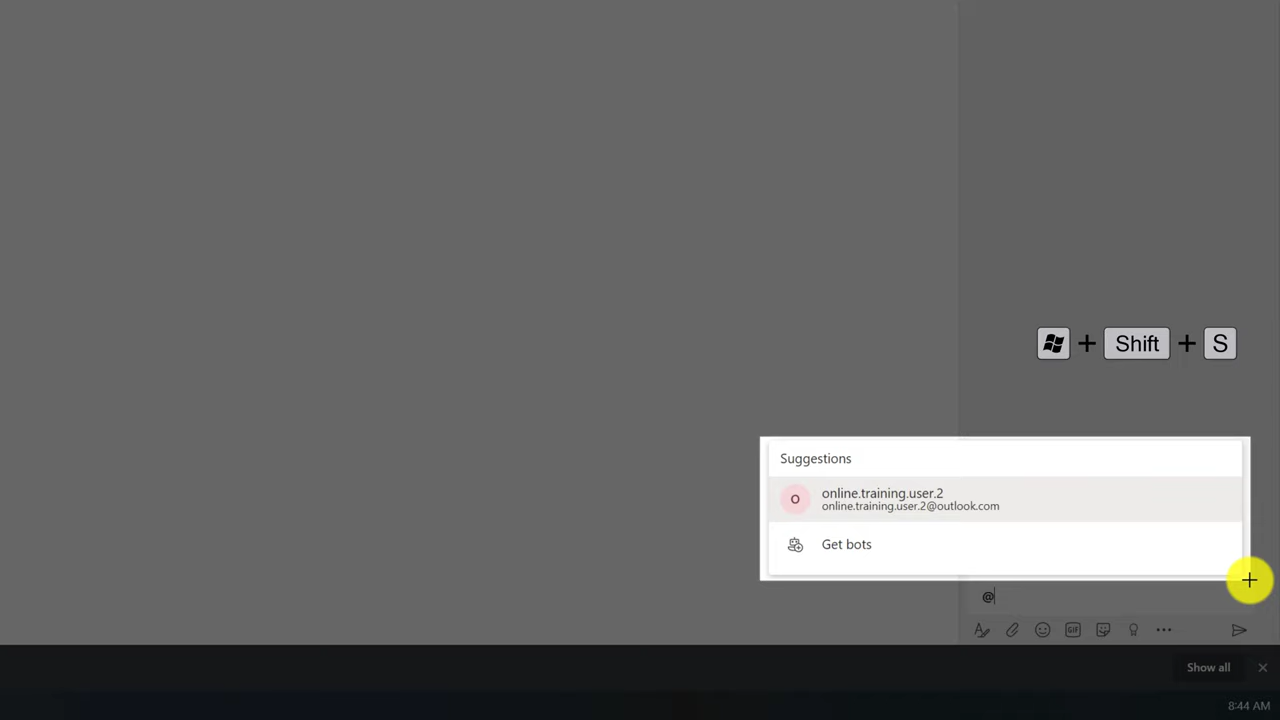 + Shift + S
Suggestions
O
online.training.user.2
online.training.user.2@outlook.com
Get bots
@
GIF
Show all
8:44 AM